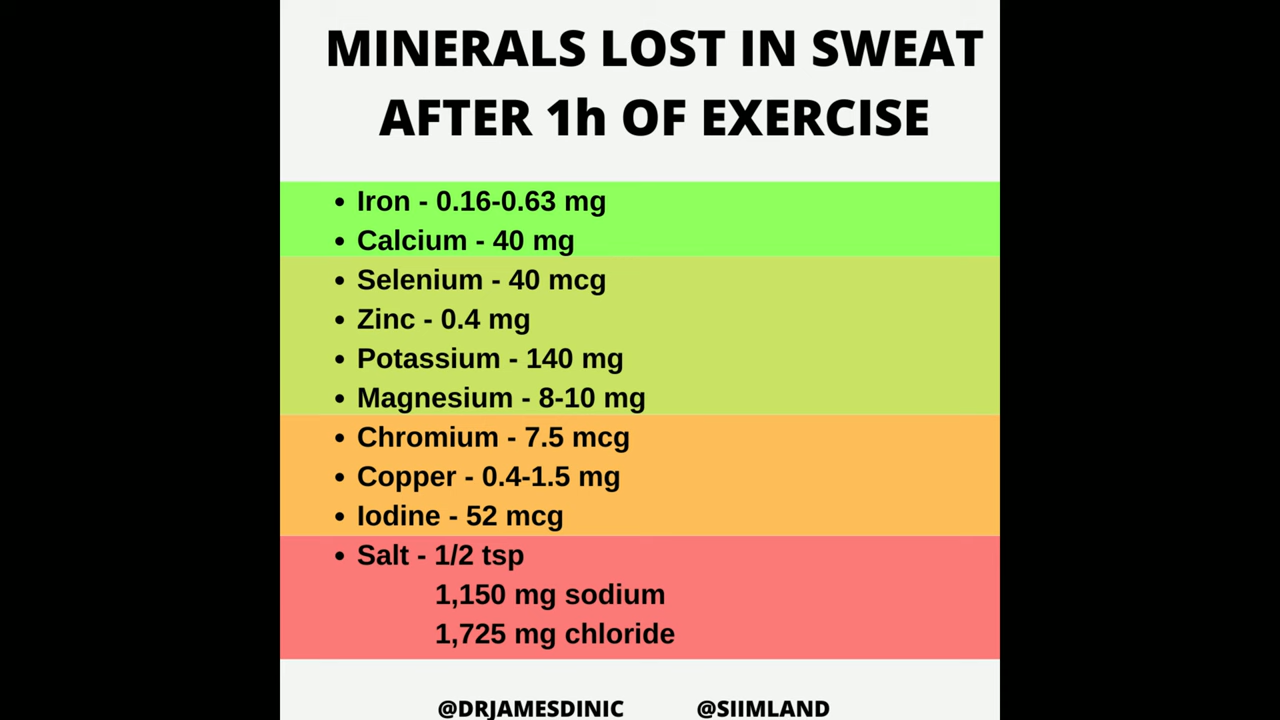 MINERALS LOST IN SWEAT
AFTER 1h OF EXERCISE
• Iron - 0.16-0.63 mg
• Calcium - 40 mg
• Selenium - 40 mcg
• Zinc - 0.4 mg
• Potassium - 140 mg
• Magnesium - 8-10 mg
• Chromium - 7.5 mcg
• Copper - 0.4-1.5 mg
• Iodine - 52 mcg
• Salt - 1/2 tsp
1,150 mg sodium
1,725 mg chloride
@DRJAMESDINIC @SIIMLAND